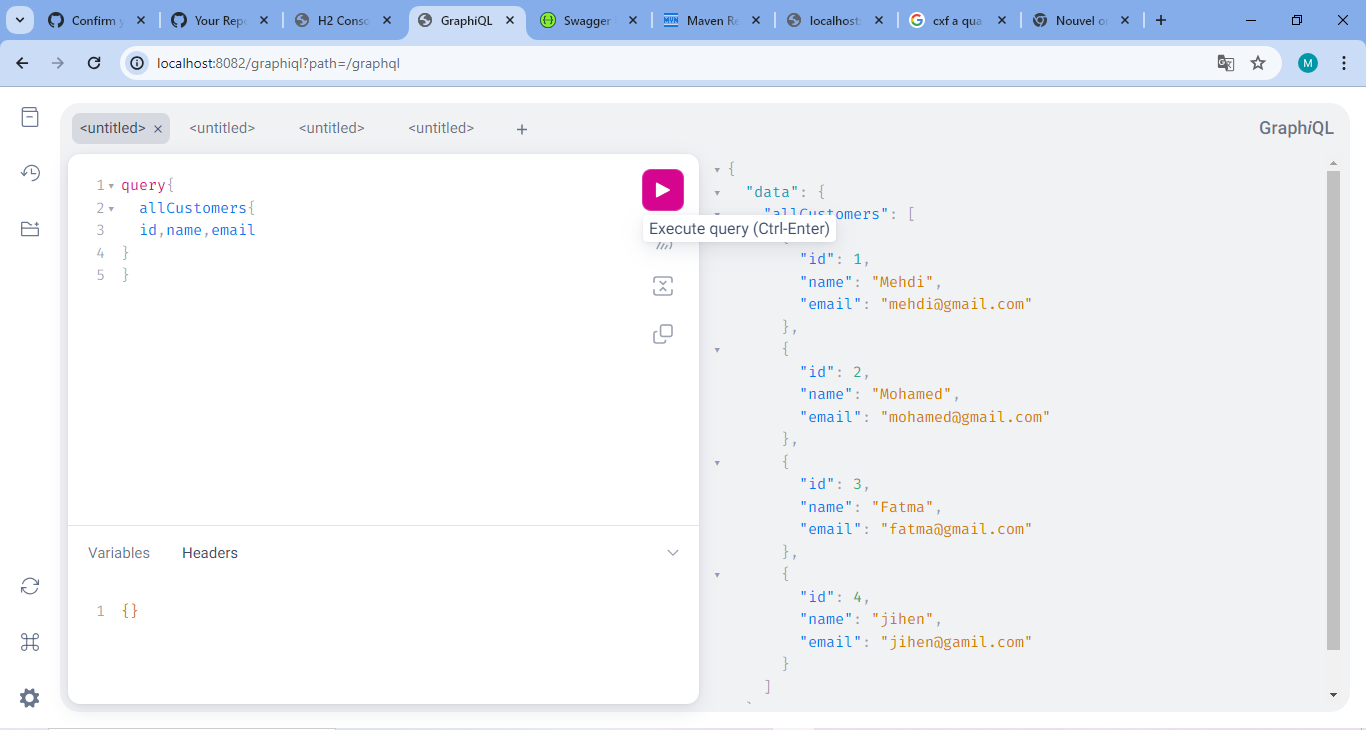 Confirm y
Your Repo
H2 Conso
GraphiQL
Swagger
Maven Re
localhost:
cxf a qua
Nouvel o
localhost:8082/graphiql?path=/graphql
M
<untitled>
<untitled>
<untitled>
<untitled>
+
GraphiQL
1 query{
2 allCustomers{
3 id,name,email
4 }
5 }
Execute query (Ctrl-Enter)
Variables
Headers
1 {}
{
"data": {
"allCustomers": [
"id": 1,
"name": "Mehdi",
"email": "mehdi@gmail.com"
},
{
"id": 2,
"name": "Mohamed",
"email": "mohamed@gmail.com"
},
{
"id": 3,
"name": "Fatma",
"email": "fatma@gmail.com"
},
{
"id": 4,
"name": "jihen",
"email": "jihen@gamil.com"
}
]